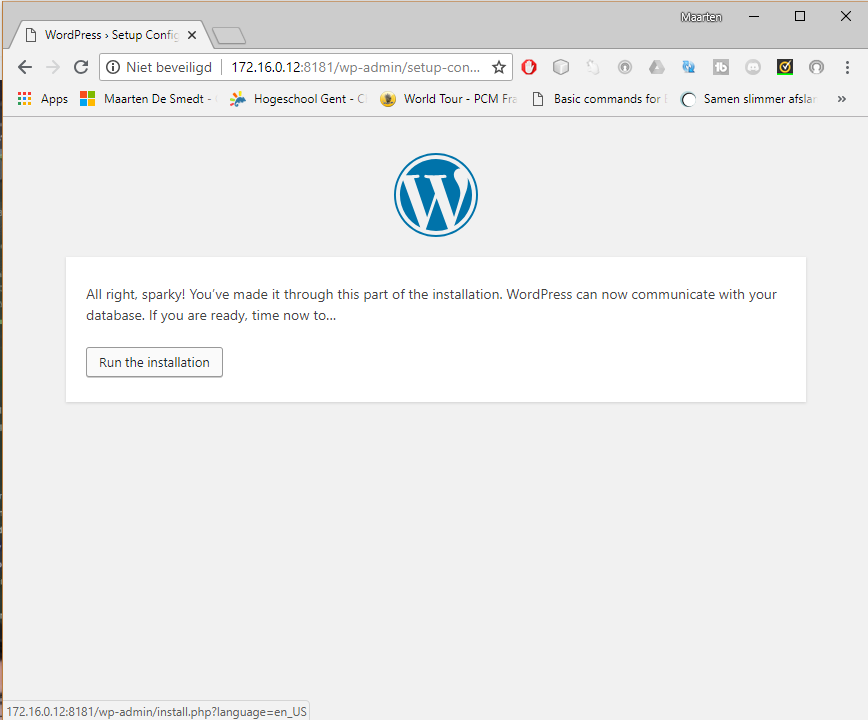 Maarten
WordPress › Setup Config
Niet beveiligd 172.16.0.12:8181/wp-admin/setup-con...
Apps Maarten De Smedt - Hogeschool Gent - C World Tour - PCM Fra Basic commands for Samen slimmer afslan »
All right, sparky! You’ve made it through this part of the installation. WordPress can now communicate with your
database. If you are ready, time now to…
Run the installation
172.16.0.12:8181/wp-admin/install.php?language=en_US